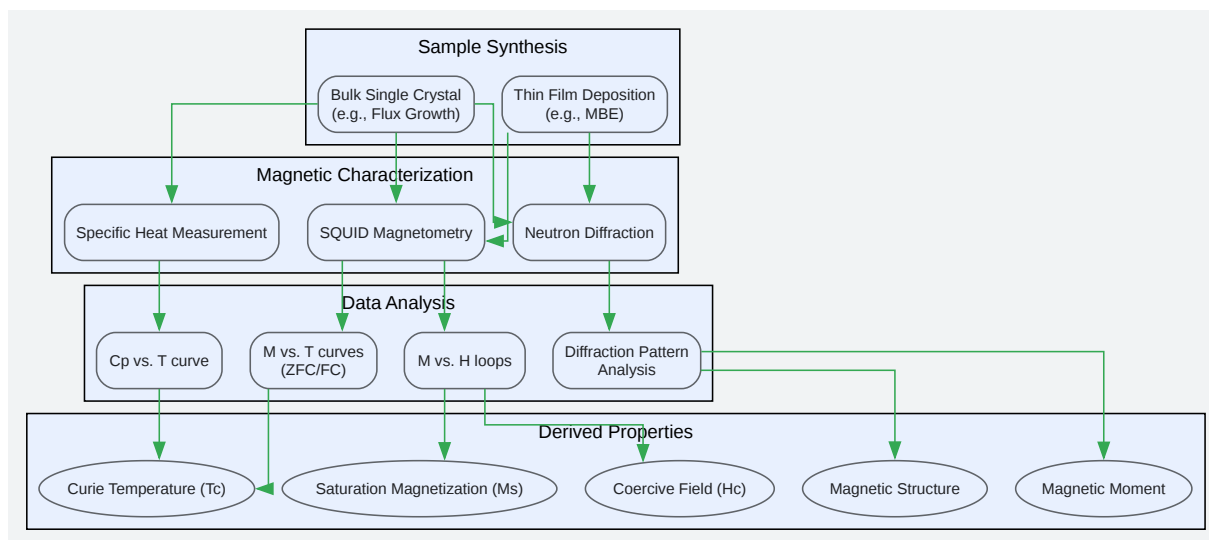 Sample Synthesis
Bulk Single Crystal
(e.g., Flux Growth)
Thin Film Deposition
(e.g., MBE)
Magnetic Characterization
Specific Heat Measurement
SQUID Magnetometry
Neutron Diffraction
Data Analysis
Cp vs. T curve
M vs. T curves
(ZFC/FC)
M vs. H loops
Diffraction Pattern
Analysis
Derived Properties
Curie Temperature (Tc)
Saturation Magnetization (Ms)
Coercive Field (Hc)
Magnetic Structure
Magnetic Moment